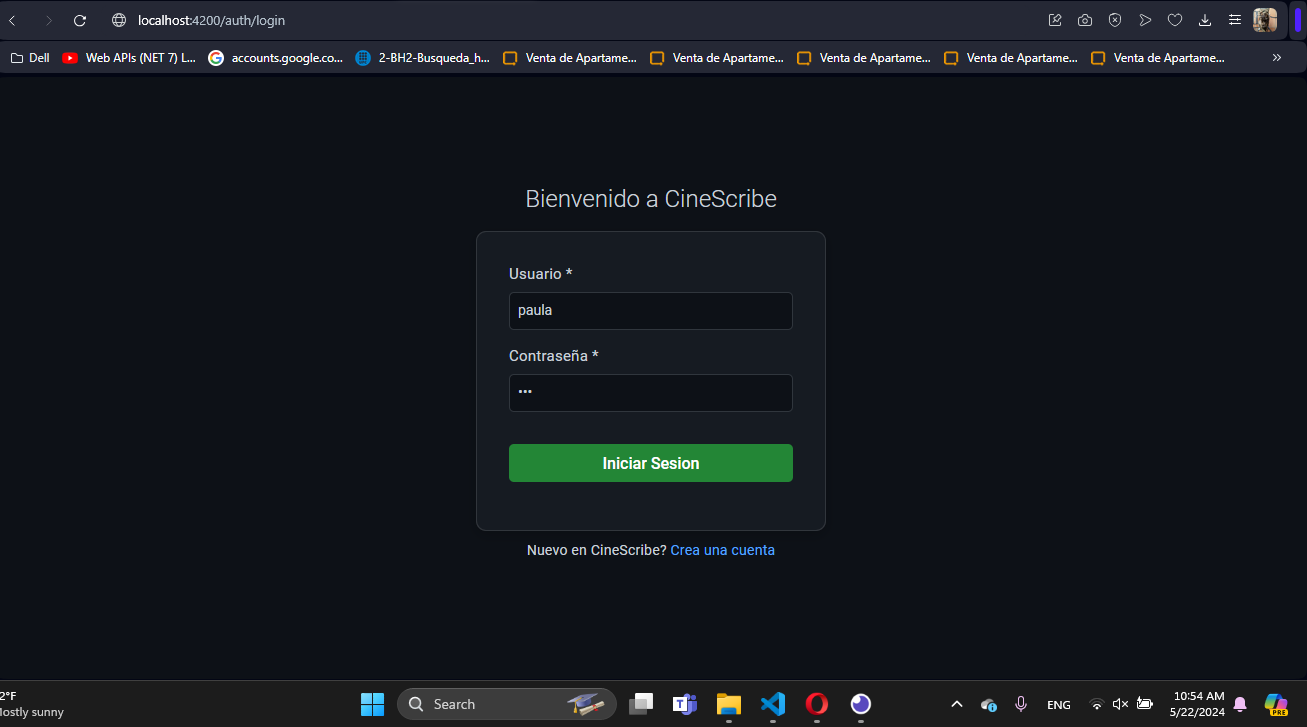 localhost:4200/auth/login
Dell Web APIs (NET 7) L... accounts.google.co... 2-BH2-Busqueda_h... Venta de Apartame... Venta de Apartame... Venta de Apartame... Venta de Apartame... Venta de Apartame...
Bienvenido a CineScribe
Usuario *
paula
Contraseña *
Iniciar Sesion
Nuevo en CineScribe? Crea una cuenta
2°F
lostly sunny
Search
ENG
10:54 AM
5/22/2024
PRE